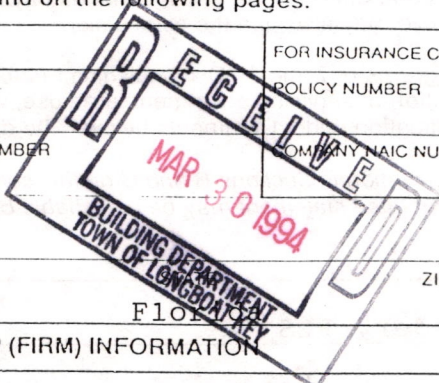 nd on the following pages.
FOR INSURANCE C
POLICY NUMBER
MBER
COMPANY NAIC NU
RECEIVED
MAR 30 1994
BUILDING DEPARTMENT
TOWN OF LONGBOAT KEY
ZI
Florida
(FIRM) INFORMATION